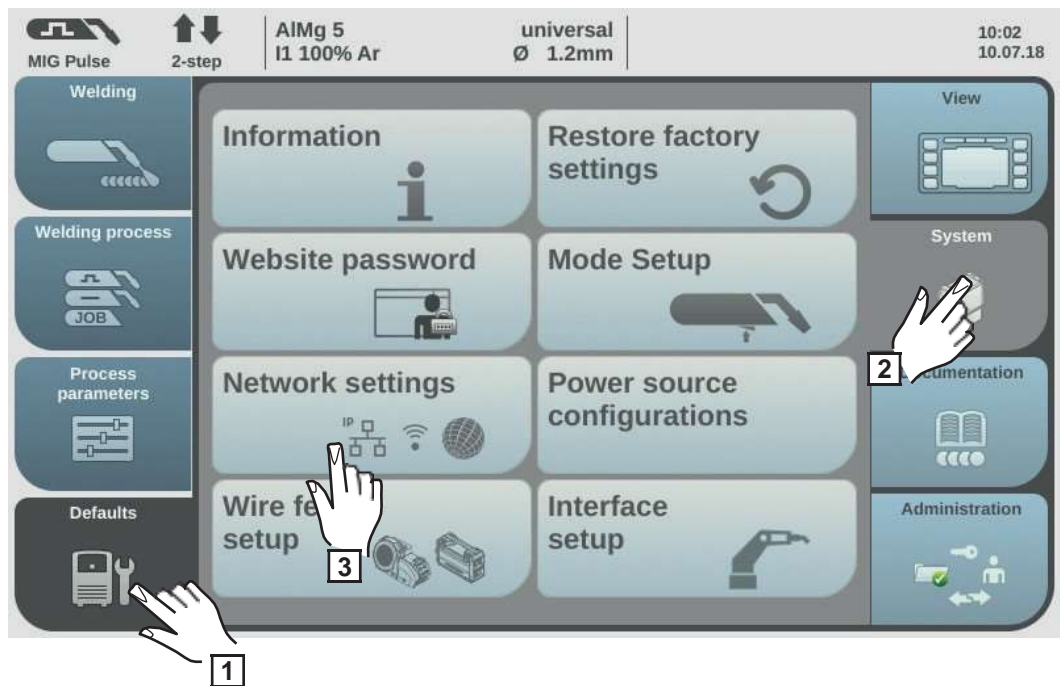 MIG Pulse
2-step
AlMg 5
I1 100% Ar
universal
Ø 1.2mm
10:02
10.07.18
Welding
Welding process
JOB
Process
parameters
Defaults
1
Information
Restore factory
settings
Website password
Mode Setup
Network settings
IP
Power source
configurations
Wire fe
setup
3
Interface
setup
View
System
2
cumentation
Administration